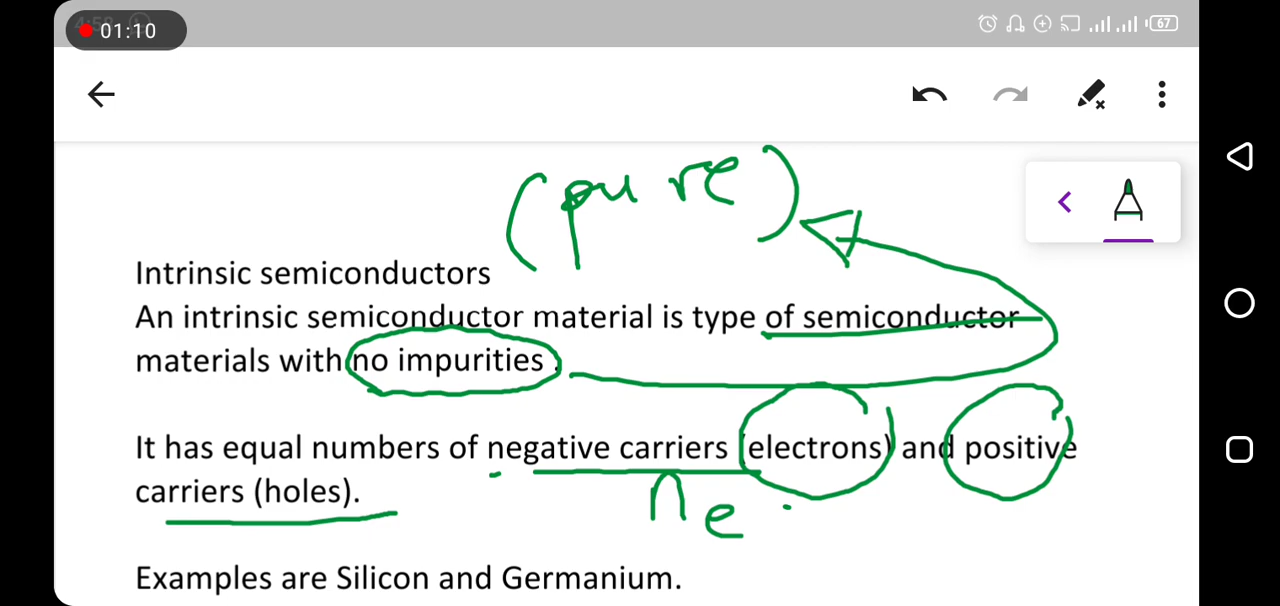 01:10
67
(pure)
Intrinsic semiconductors
An intrinsic semiconductor material is type of semiconductor
materials with no impurities .
It has equal numbers of negative carriers (electrons) and positive
carriers (holes).
ne
Examples are Silicon and Germanium.